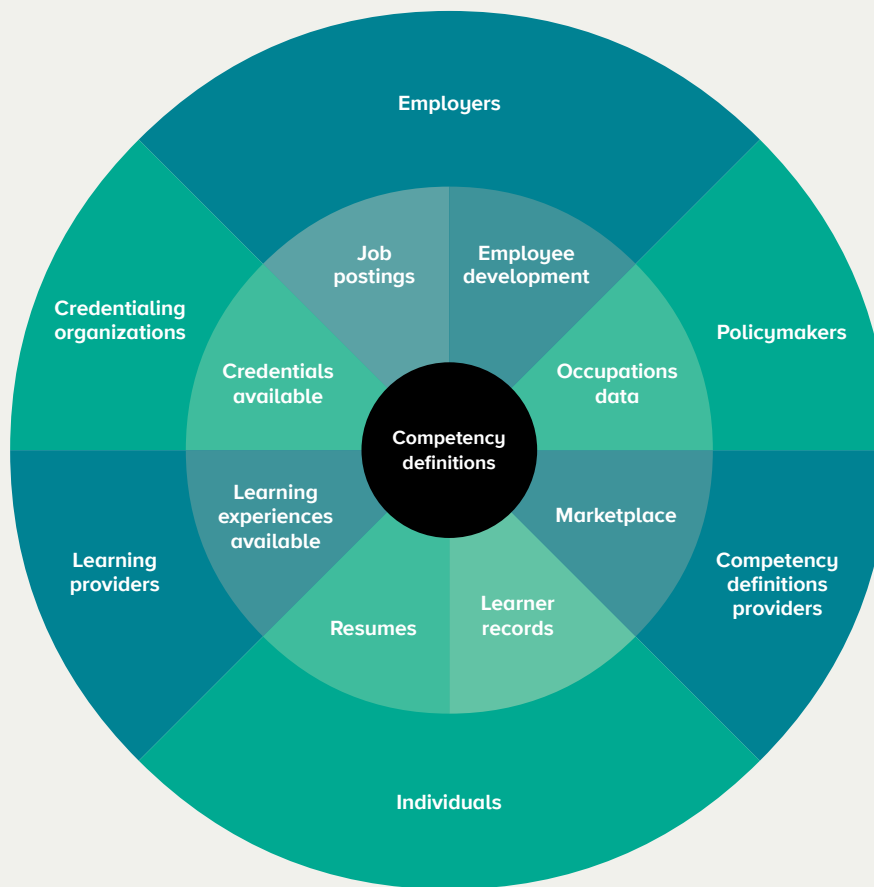 Employers
Job
postings
Employee
development
Credentialing
organizations
Policymakers
Credentials
available
Occupations
data
Competency
definitions
Learning
experiences
available
Marketplace
Learning
providers
Competency
definitions
providers
Resumes
Learner
records
Individuals